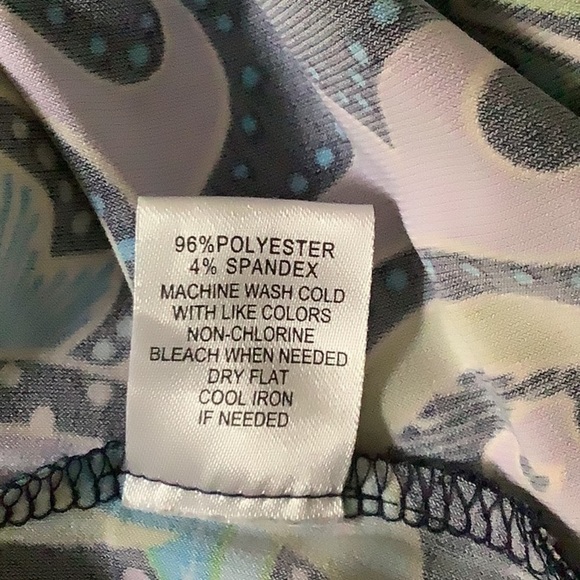 96%POLYESTER
4% SPANDEX
MACHINE WASH COLD
WITH LIKE COLORS
NON-CHLORINE
BLEACH WHEN NEEDED
DRY FLAT
COOL IRON
IF NEEDED